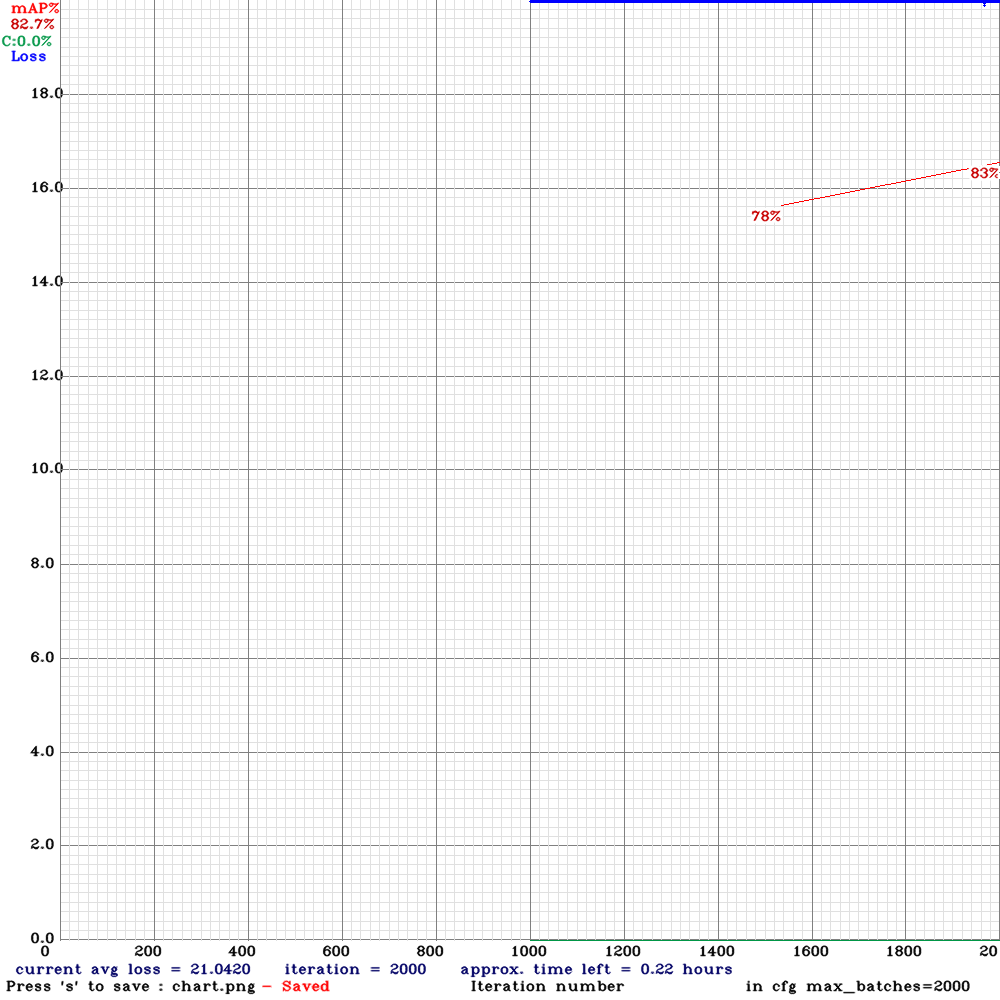 mAP%
82.7%
C:0.0%
Loss
18.0
16.0
83%
78%
14.0
12.0
10.0
8.0
6.0
4.0
2.0
0.0
0 200 400 600 800 1000 1200 1400 1600 1800 20
current avg loss = 21.0420 iteration = 2000 approx. time left = 0.22 hours
Press 's' to save : chart.png - Saved Iteration number in cfg max_batches=2000